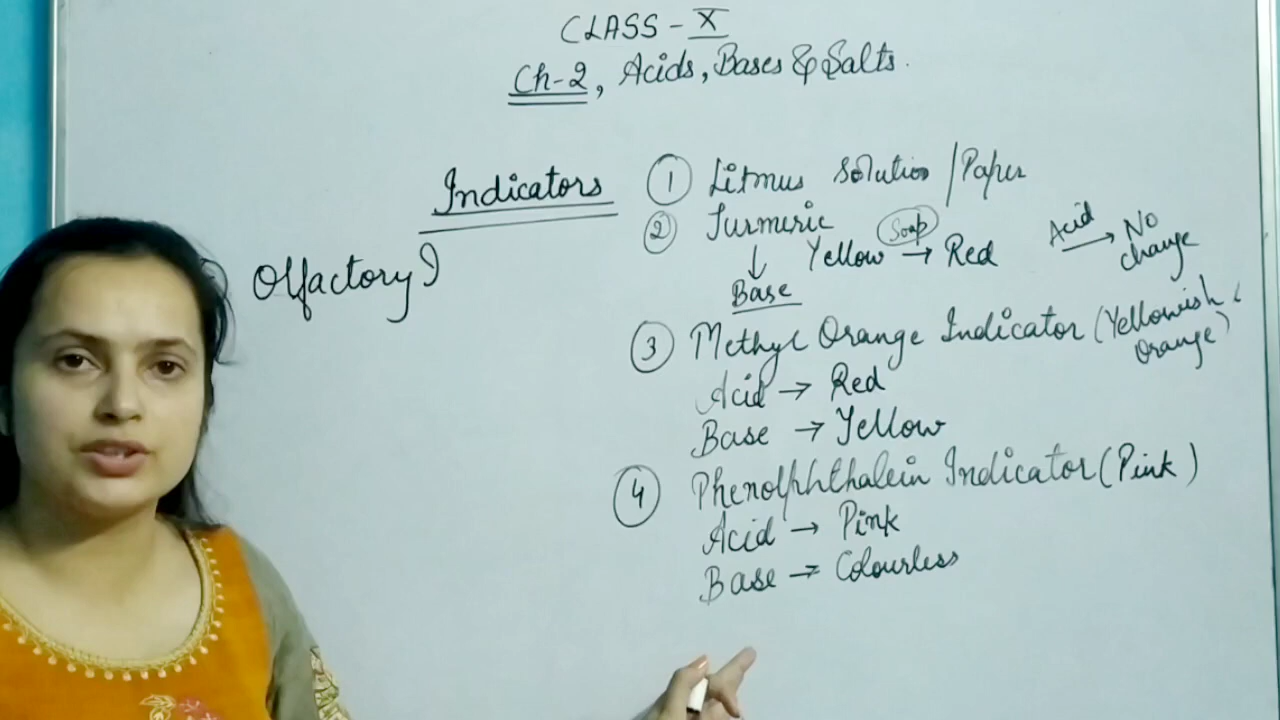 CLASS - X
Ch-2, Acids, Bases & Salts.
Indicators
① Litmus Solution / Paper
② Turmeric
Yellow → Red
Soap
Acid → No change
↓
Base
Olfactory I
③ Methyl Orange Indicator (Yellowish
Orange)
Acid → Red
Base → Yellow
④ Phenolphthalein Indicator (Pink)
Acid → Pink
Base → Colourless